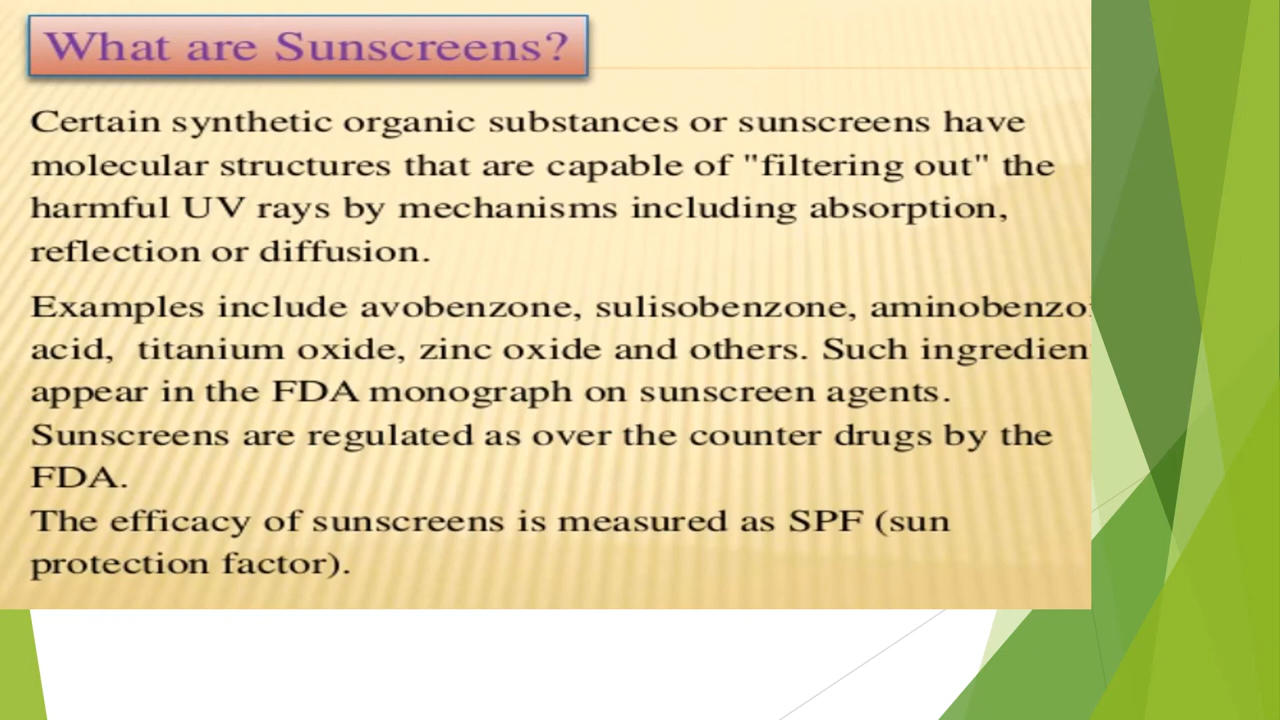 What are Sunscreens?
Certain synthetic organic substances or sunscreens have
molecular structures that are capable of "filtering out" the
harmful UV rays by mechanisms including absorption,
reflection or diffusion.
Examples include avobenzone, sulisobenzone,
acid, titanium oxide, zinc oxide and others. Such
appear in the FDA monograph on sunscreen agents.
Sunscreens are regulated as over the counter drugs by the
FDA.
The efficacy of sunscreens is measured as SPF (sun
protection factor).